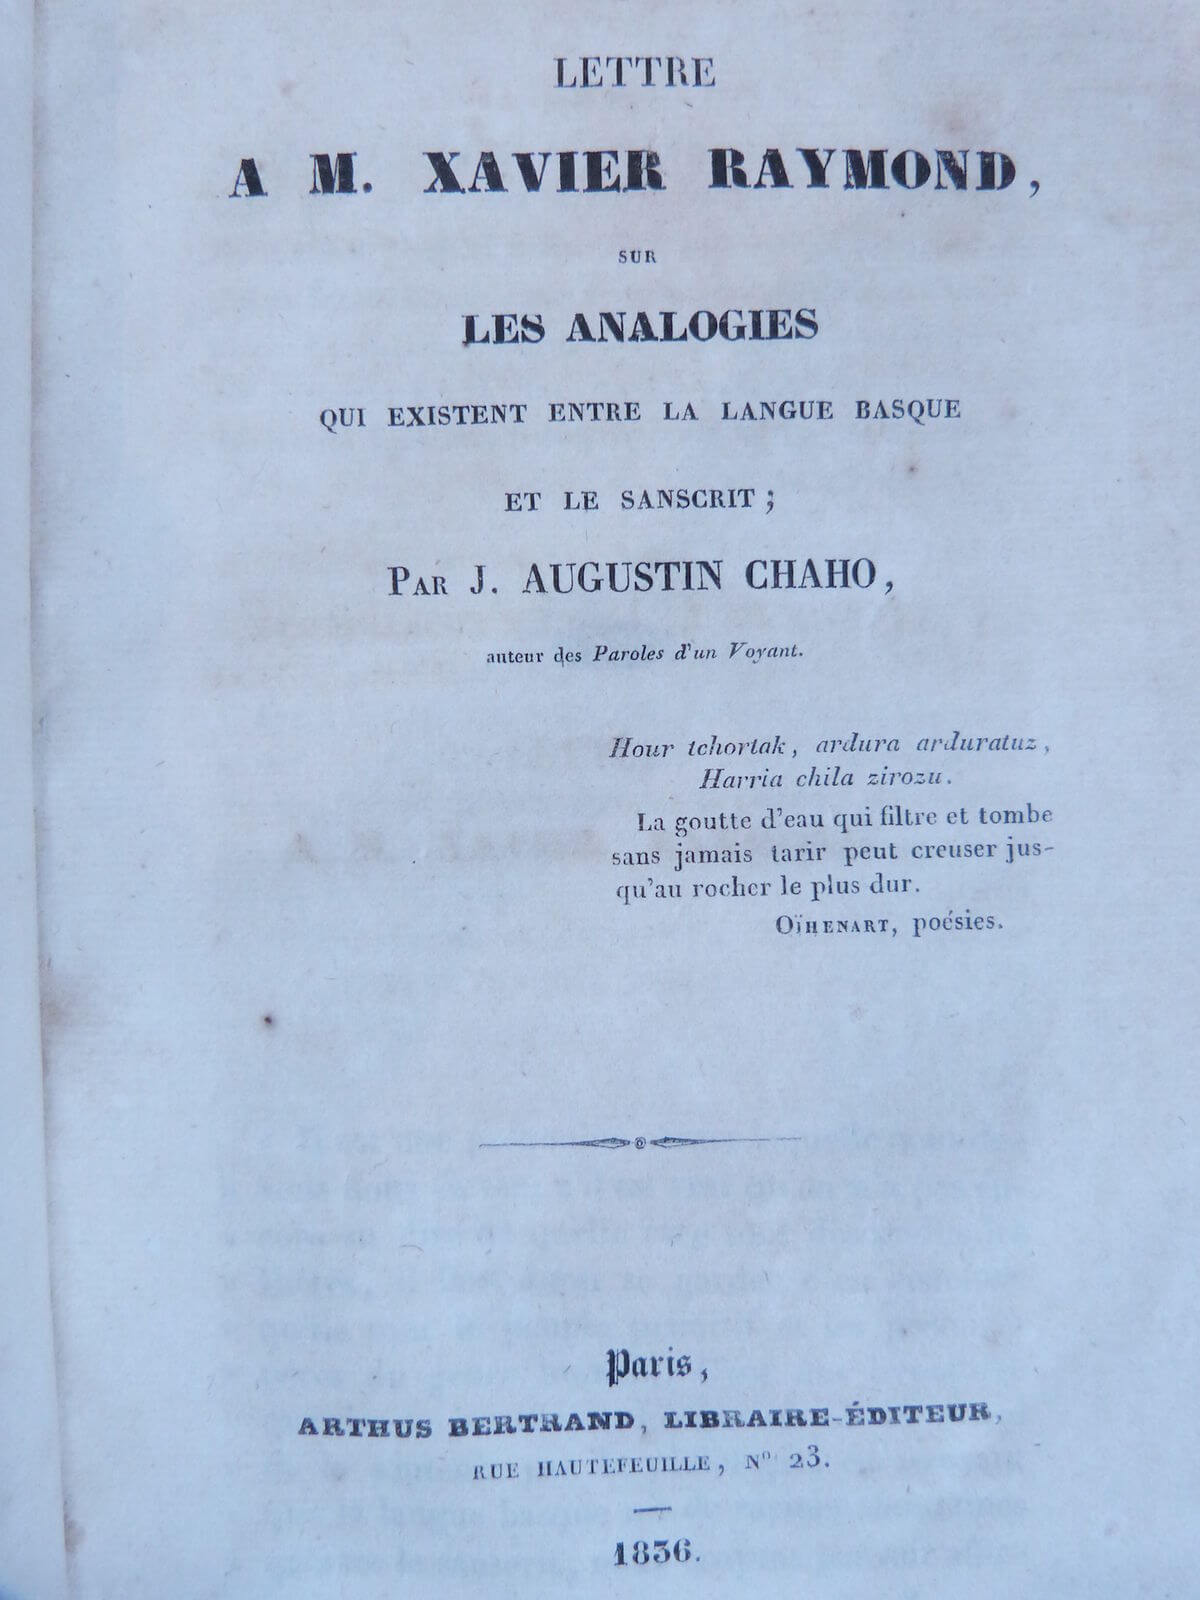 LETTRE
A M. XAVIER RAYMOND,
SUR
LES ANALOGIES
QUI EXISTENT ENTRE LA LANGUE BASQUE
ET LE SANSCRIT ;
PAR J. AUGUSTIN CHAHO,
auteur des Paroles d'un Voyant.
Hour tchortak, ardura arduratuz,
Harria chila zirozu.
La goutte d'eau qui filtre et tombe
sans jamais tarir peut creuser jus-
qu'au rocher le plus dur.
OÏHENART, poésies.
Paris,
ARTHUS BERTRAND, LIBRAIRE-ÉDITEUR,
RUE HAUTEFEUILLE, Nº 23.
1836.